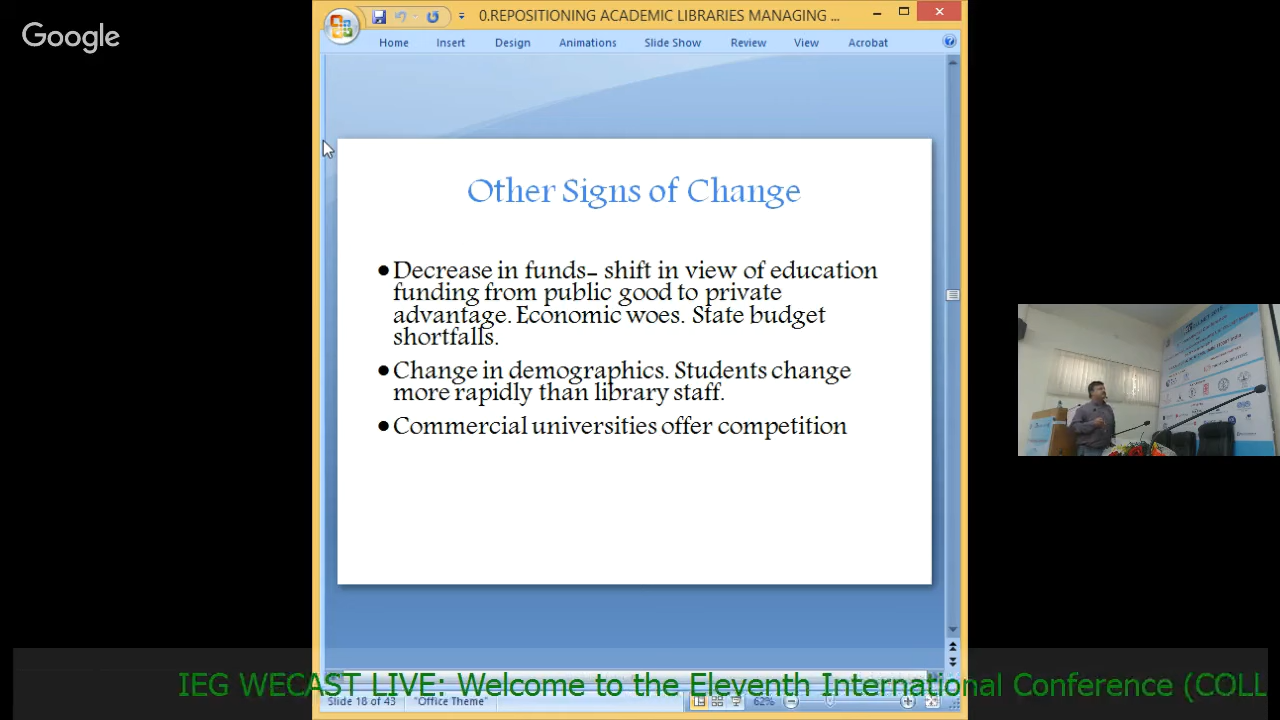 Google
0.REPOSITIONING ACADEMIC LIBRARIES MANAGING ...
Home Insert Design Animations Slide Show Review View Acrobat
Other Signs of Change
•Decrease in funds- shift in view of education
funding from public good to private
advantage. Economic woes. State budget
shortfalls.
•Change in demographics. Students change
more rapidly than library staff.
•Commercial universities offer competition
IEG WECAST LIVE: Welcome to the Eleventh International Conference (COLL
Slide 18 of 43 "Office Theme" 62%